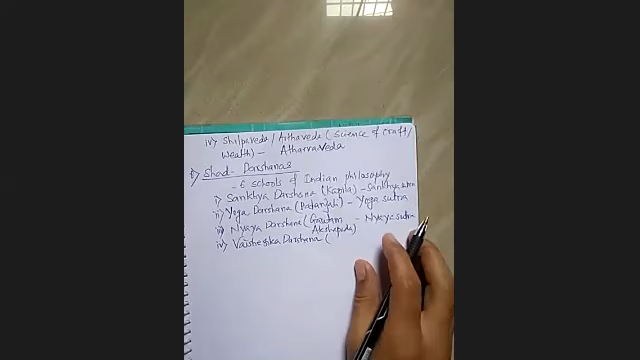 iv) Shilpaveda / Arthaveda (Science of Craft/
Wealth) - Atharvaveda
Shad- Darshanas
- 6 schools of Indian philosophy
i) Sankhya Darshana (Kapila) - Sankhya sutra
ii) Yoga Darshana (Patanjali) - Yoga sutra
iii) Nyaya Darshana (Gautam - Nyaya sutra
Akshapada)
iv) Vaisheshika Darshana (